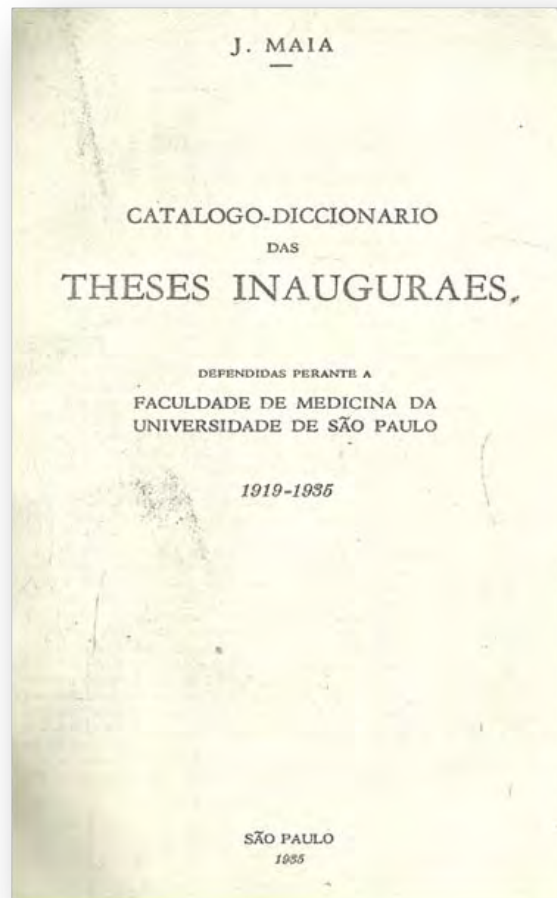 J. MAIA
CATALOGO-DICCIONARIO
DAS
THESES INAUGURAES,
DEFENDIDAS PERANTE A
FACULDADE DE MEDICINA DA
UNIVERSIDADE DE SÃO PAULO
1919-1935
SÃO PAULO
1935